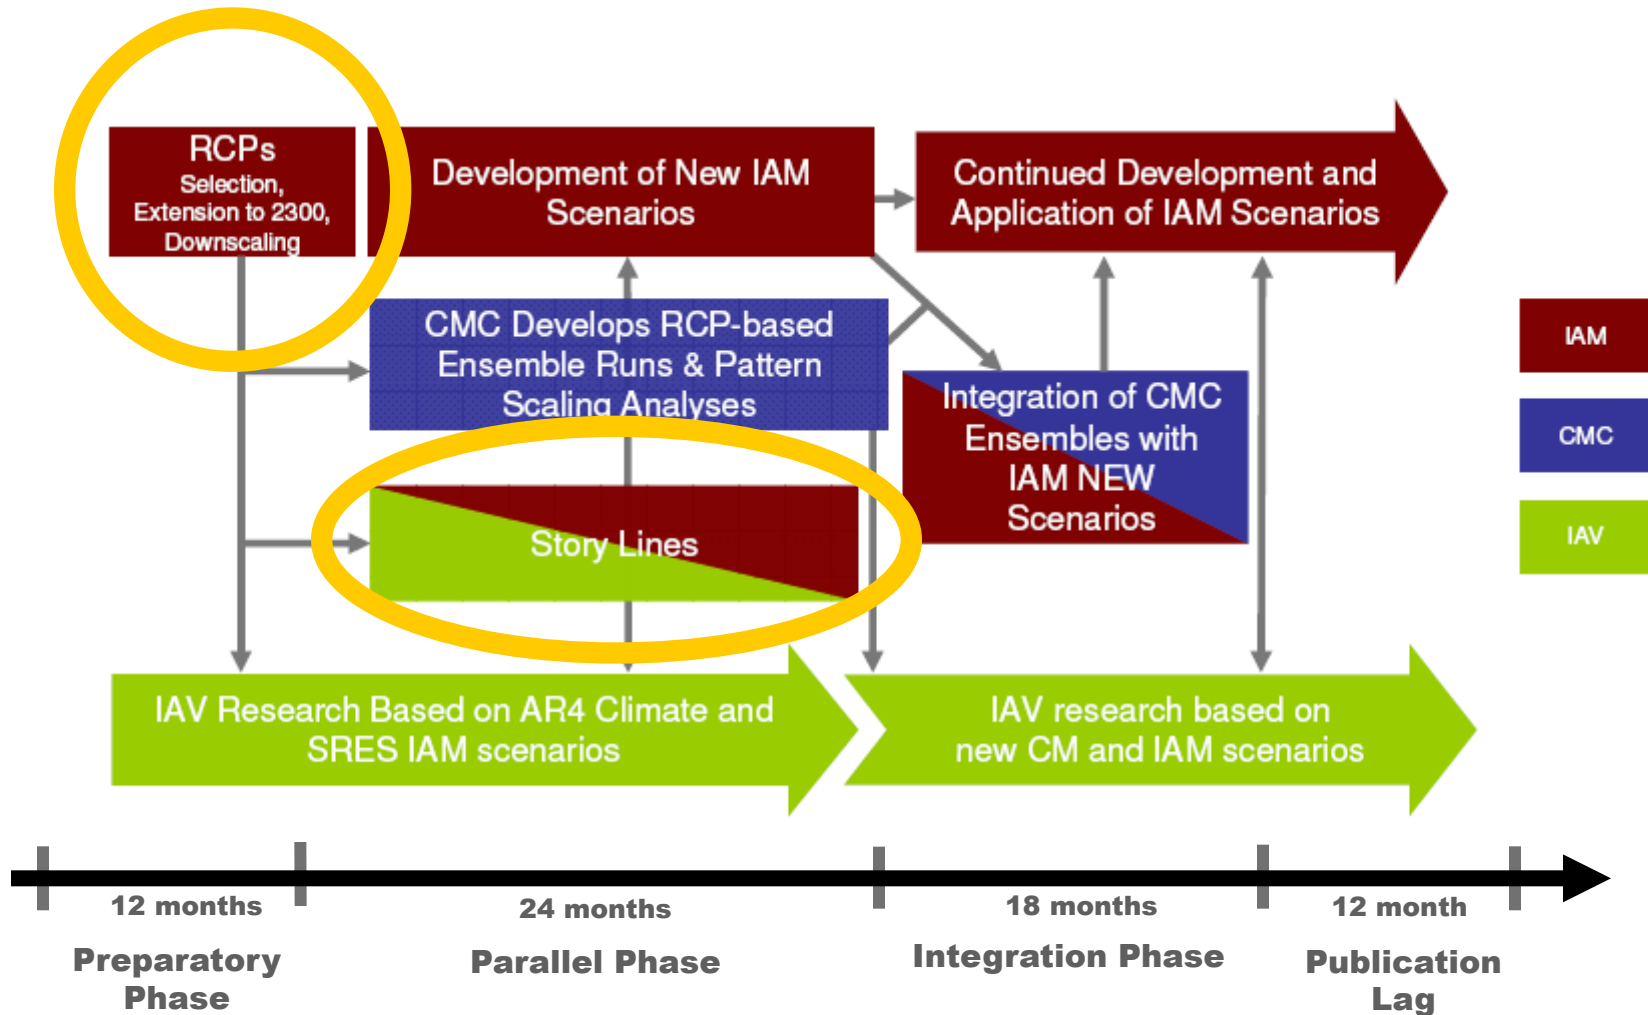 RCPs
Selection,
Extension to 2300,
Downscaling
Development of New IAM
Scenarios
Continued Development and
Application of IAM Scenarios
CMC Develops RCP-based
Ensemble Runs & Pattern
Scaling Analyses
Integration of CMC
Ensembles with
IAM NEW
Scenarios
Story Lines
IAM
CMC
IAV
IAV Research Based on AR4 Climate and
SRES IAM scenarios
IAV research based on
new CM and IAM scenarios
12 months
24 months
18 months
12 month
Preparatory
Phase
Parallel Phase
Integration Phase
Publication
Lag